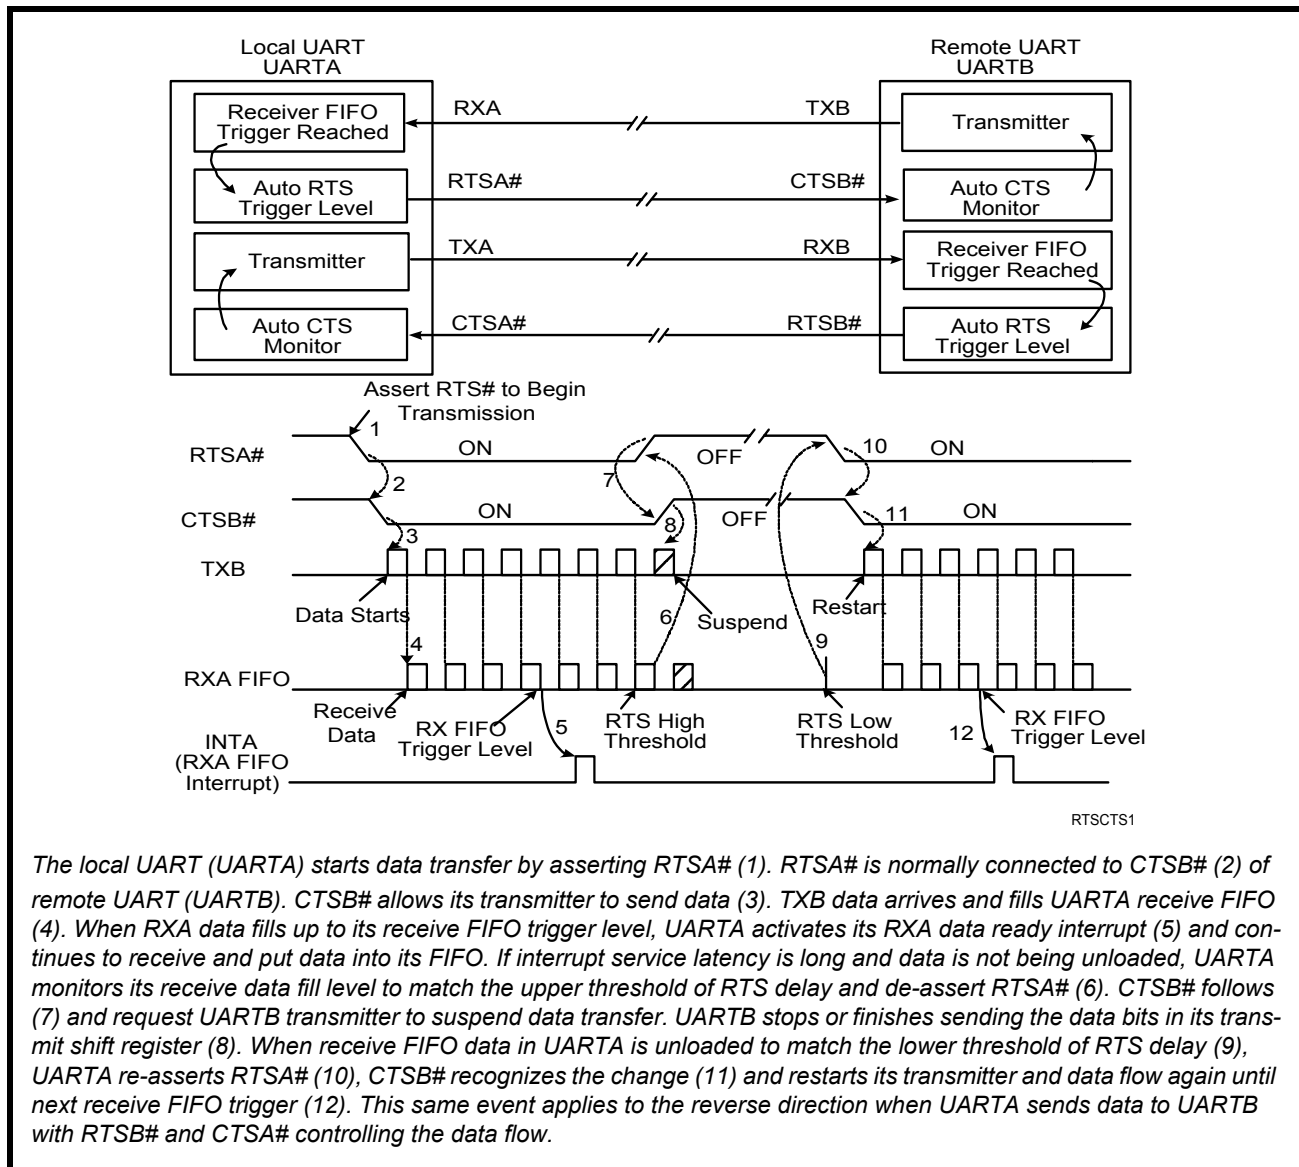 Local UART
UARTA
Remote UART
UARTB
Receiver FIFO
Trigger Reached
RXA
TXB
Transmitter
Auto RTS
Trigger Level
RTSA#
CTSB#
Auto CTS
Monitor
Transmitter
TXA
RXB
Receiver FIFO
Trigger Reached
Auto CTS
Monitor
CTSA#
RTSB#
Auto RTS
Trigger Level
Assert RTS# to Begin
Transmission
RTSA#
1
ON
7
OFF
10
ON
2
CTSB#
ON
8
OFF
11
ON
3
TXB
Data Starts
6
Suspend
Restart
4
9
RXA FIFO
Receive
Data
RX FIFO
Trigger Level
5
RTS High
Threshold
RTS Low
Threshold
12
RX FIFO
Trigger Level
INTA
(RXA FIFO
Interrupt)
RTSCTS1
The local UART (UARTA) starts data transfer by asserting RTSA# (1). RTSA# is normally connected to CTSB# (2) of
remote UART (UARTB). CTSB# allows its transmitter to send data (3). TXB data arrives and fills UARTA receive FIFO
(4). When RXA data fills up to its receive FIFO trigger level, UARTA activates its RXA data ready interrupt (5) and con-
tinues to receive and put data into its FIFO. If interrupt service latency is long and data is not being unloaded, UARTA
monitors its receive data fill level to match the upper threshold of RTS delay and de-assert RTSA# (6). CTSB# follows
(7) and request UARTB transmitter to suspend data transfer. UARTB stops or finishes sending the data bits in its trans-
mit shift register (8). When receive FIFO data in UARTA is unloaded to match the lower threshold of RTS delay (9),
UARTA re-asserts RTSA# (10), CTSB# recognizes the change (11) and restarts its transmitter and data flow again until
next receive FIFO trigger (12). This same event applies to the reverse direction when UARTA sends data to UARTB
with RTSB# and CTSA# controlling the data flow.